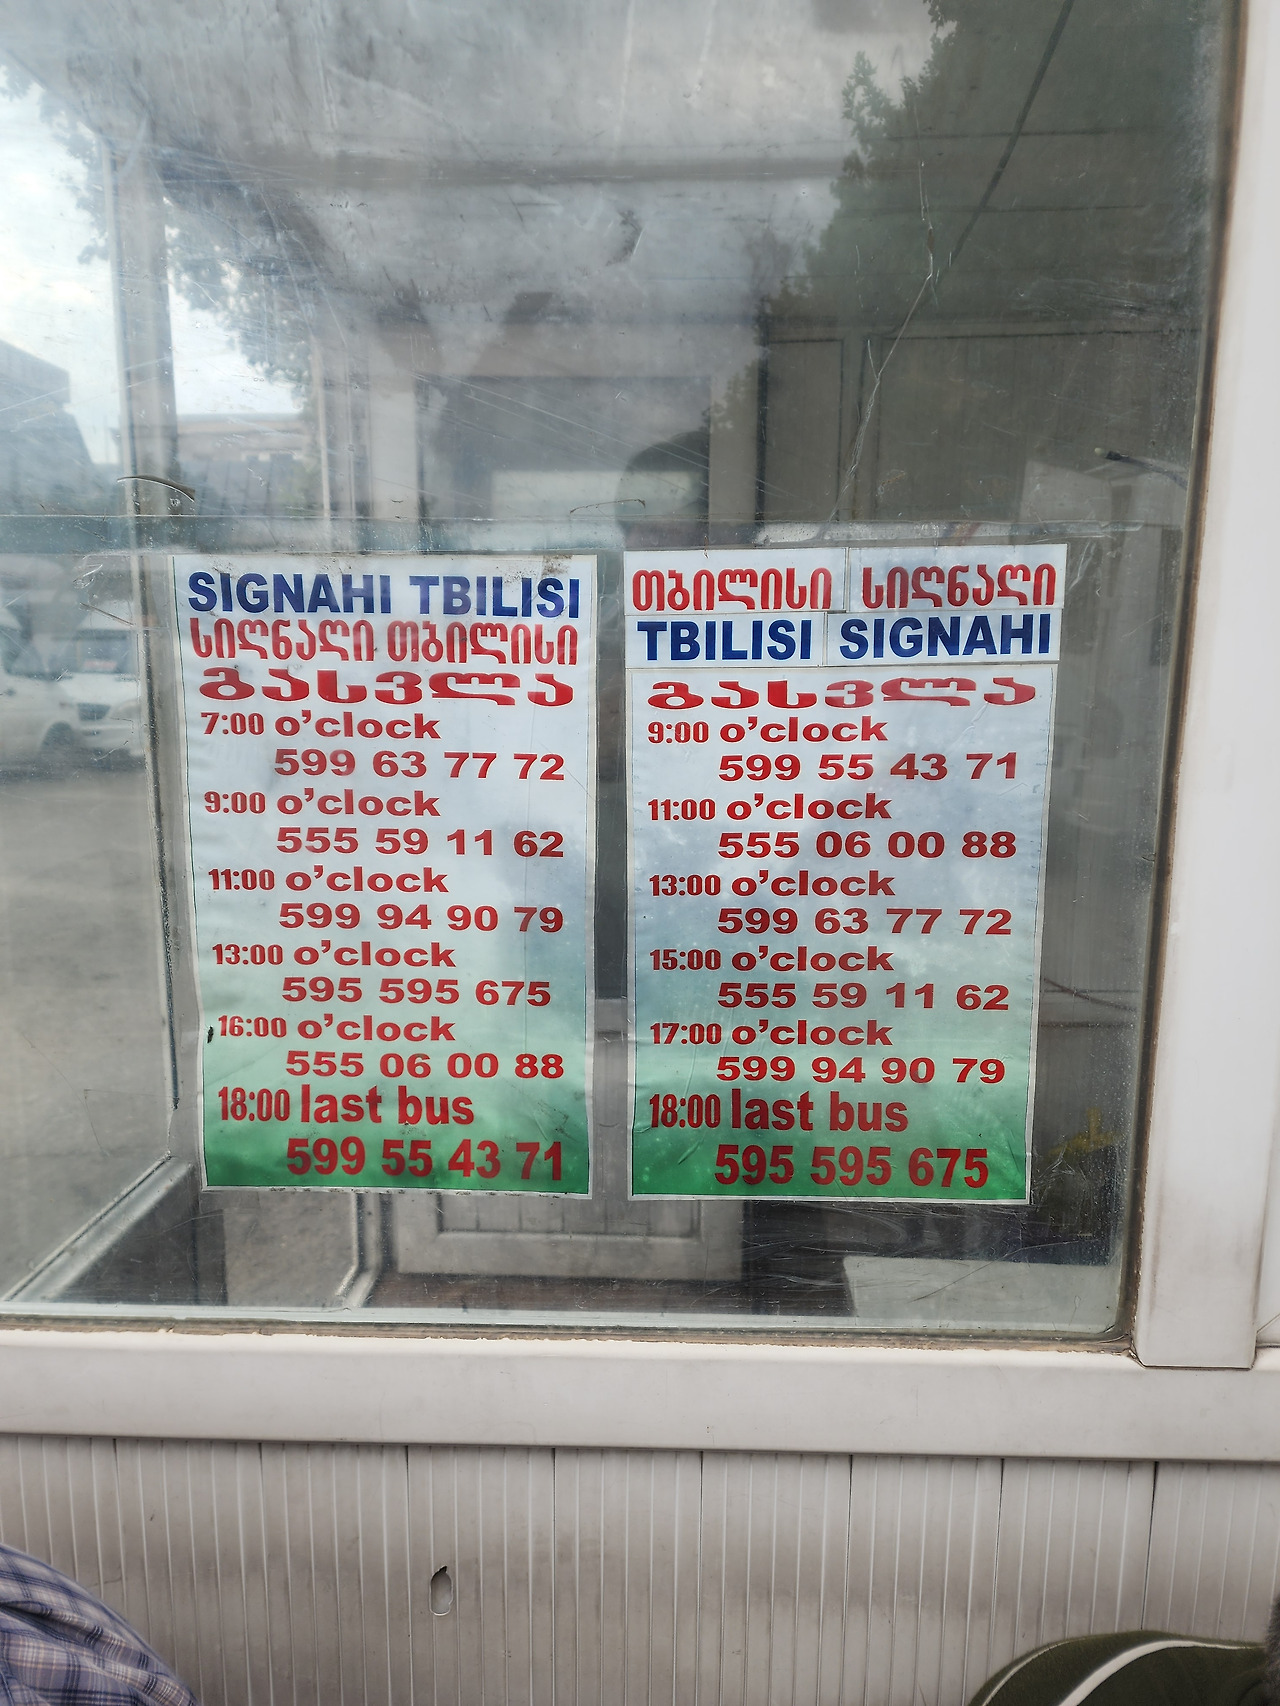 SIGNAHI TBILISI
სიღნაღი თბილისი
გასვლა
7:00 o'clock
599 63 77 72
9:00 o'clock
555 59 11 62
11:00 o'clock
599 94 90 79
13:00 o'clock
595 595 675
16:00 o'clock
555 06 00 88
18:00 last bus
599 55 43 71
თბილისი სიღნაღი
TBILISI SIGNAHI
გასვლა
9:00 o'clock
599 55 43 71
11:00 o'clock
555 06 00 88
13:00 o'clock
599 63 77 72
15:00 o'clock
555 59 11 62
17:00 o'clock
599 94 90 79
18:00 last bus
595 595 675